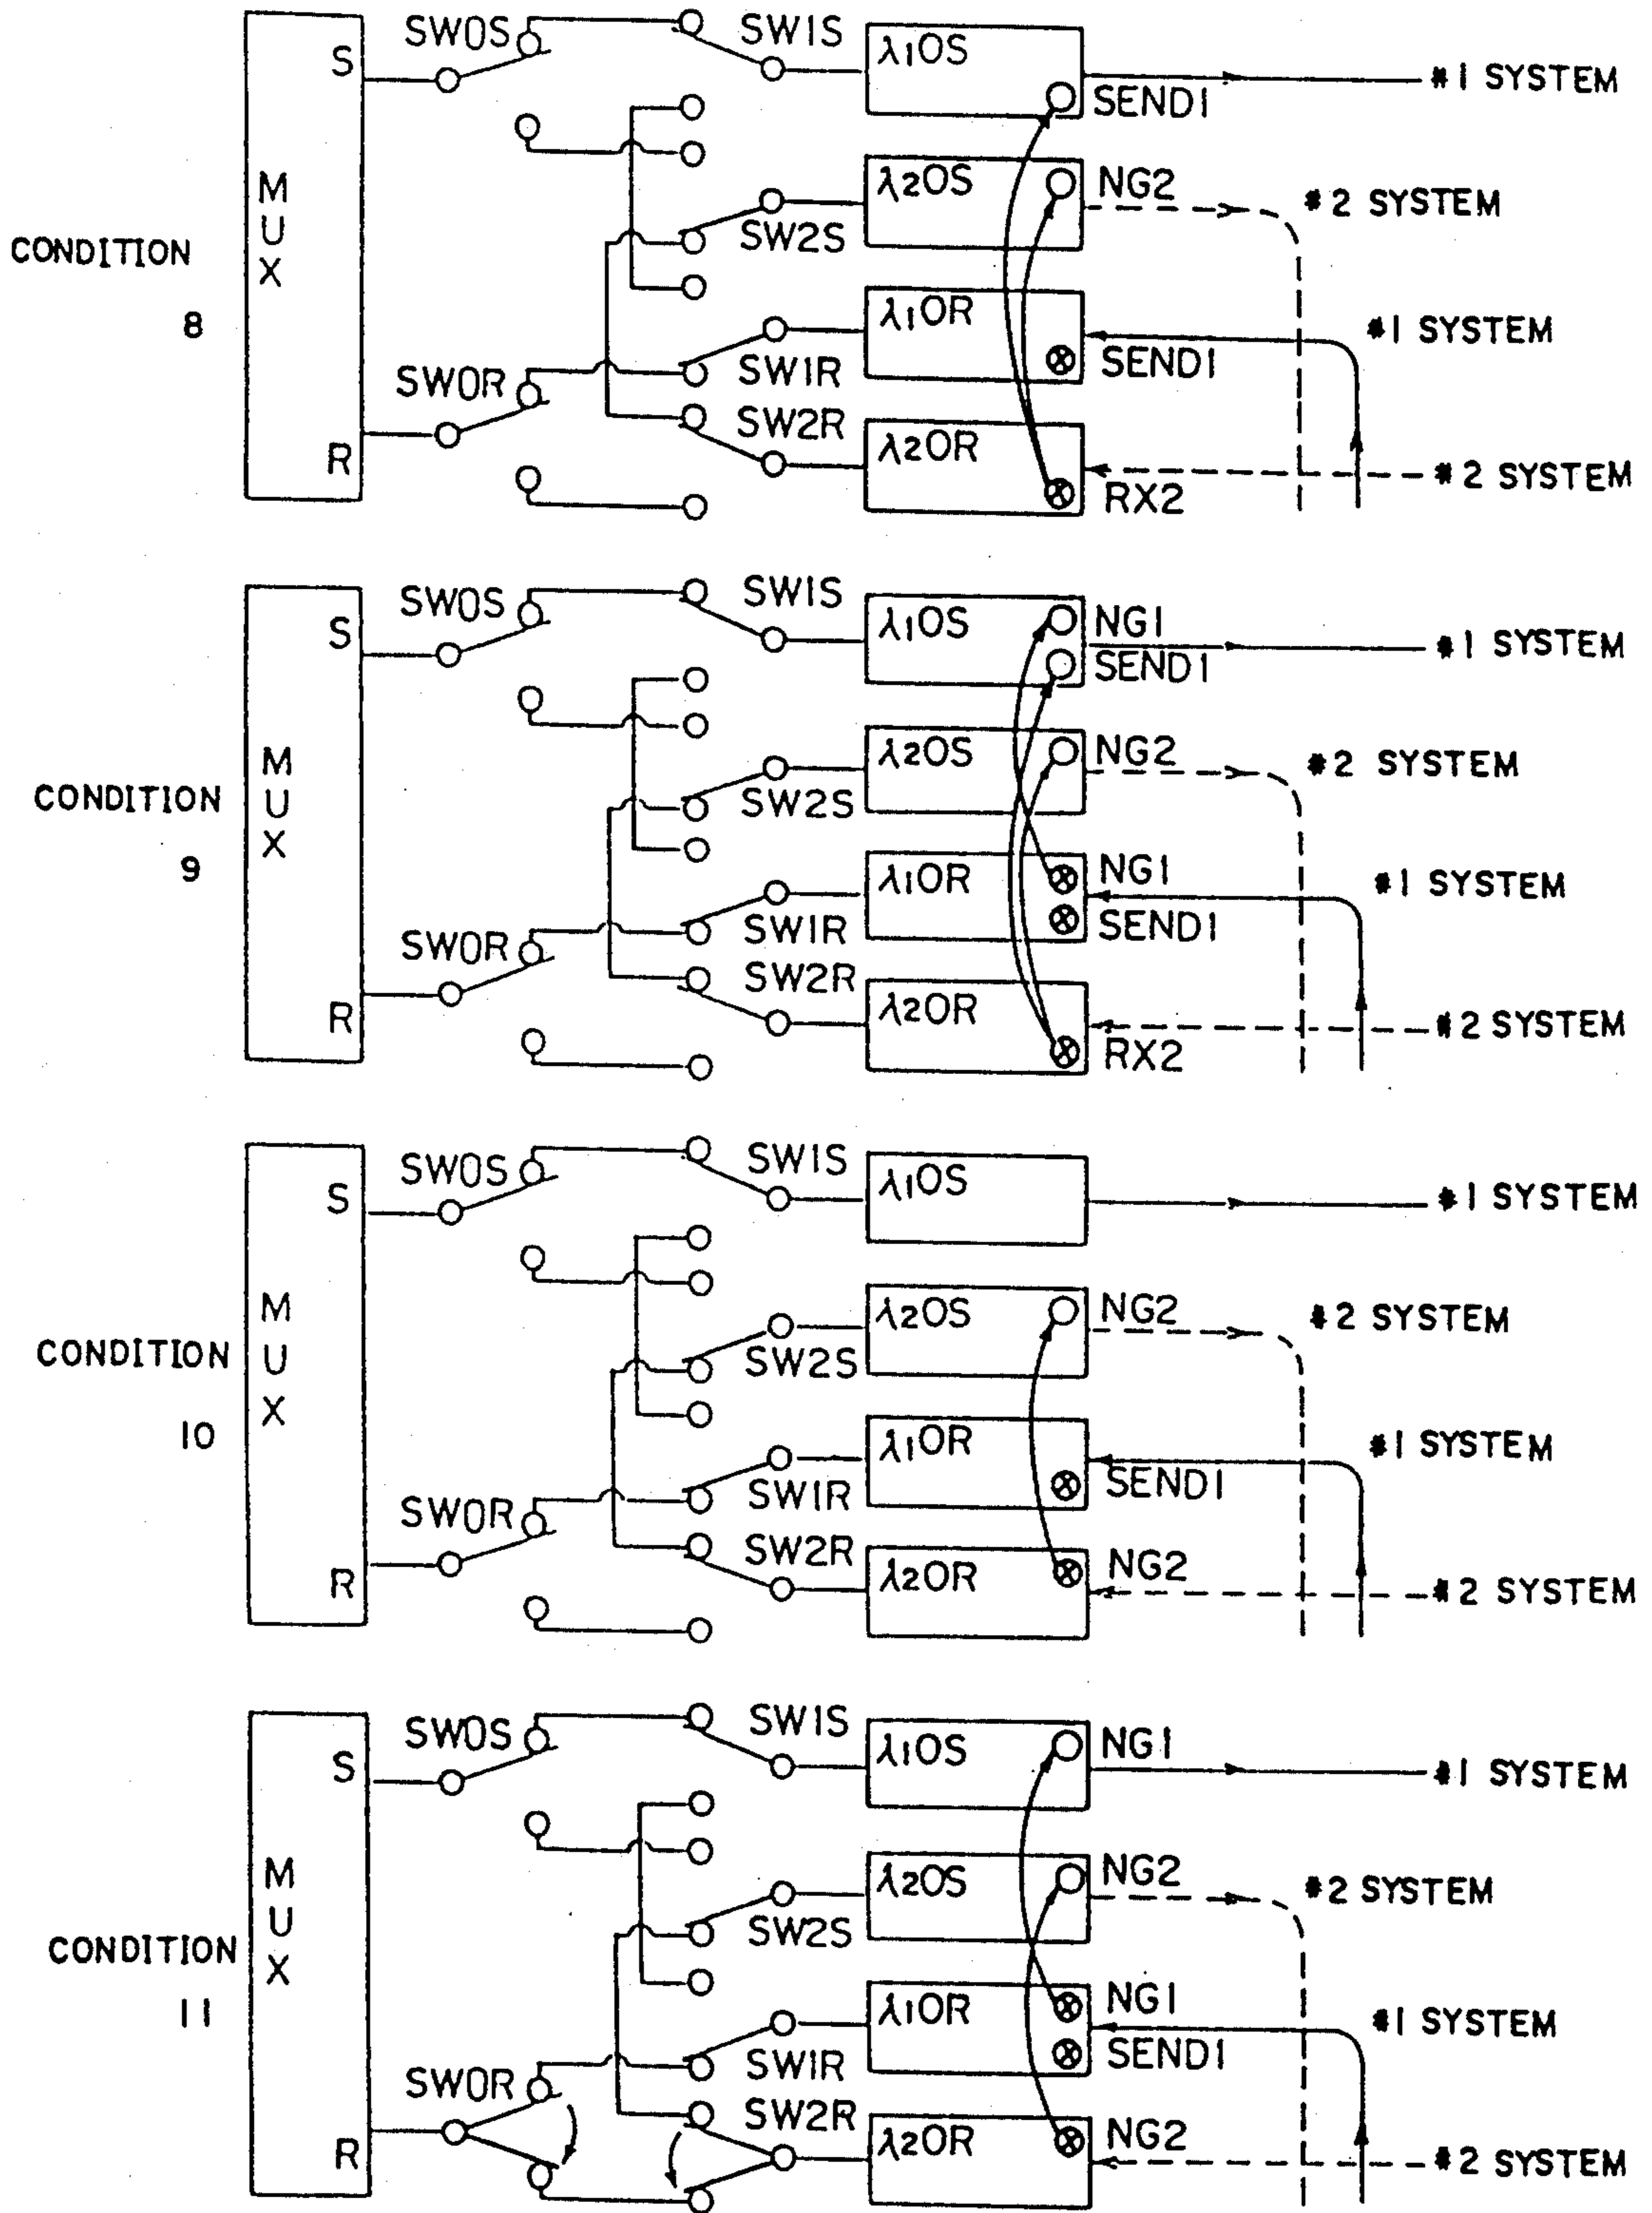 SW0S
SW1S
λ1OS
S
#1 SYSTEM
SEND1
MUX
λ2OS
NG2
#2 SYSTEM
SW2S
CONDITION
8
λ1OR
#1 SYSTEM
SW1R
SEND1
SW0R
SW2R
λ2OR
R
#2 SYSTEM
RX2
SW0S
SW1S
λ1OS
NG1
S
#1 SYSTEM
SEND1
MUX
λ2OS
NG2
#2 SYSTEM
CONDITION
SW2S
9
λ1OR
NG1
#1 SYSTEM
SW1R
SEND1
SW0R
SW2R
λ2OR
R
#2 SYSTEM
RX2
SW0S
SW1S
λ1OS
S
#1 SYSTEM
MUX
λ2OS
NG2
#2 SYSTEM
CONDITION
SW2S
10
λ1OR
#1 SYSTEM
SW1R
SEND1
SW0R
SW2R
λ2OR
NG2
R
#2 SYSTEM
SW0S
SW1S
λ1OS
NG1
S
#1 SYSTEM
MUX
λ2OS
NG2
#2 SYSTEM
CONDITION
SW2S
11
λ1OR
NG1
#1 SYSTEM
SW1R
SEND1
SW0R
SW2R
λ2OR
NG2
R
#2 SYSTEM